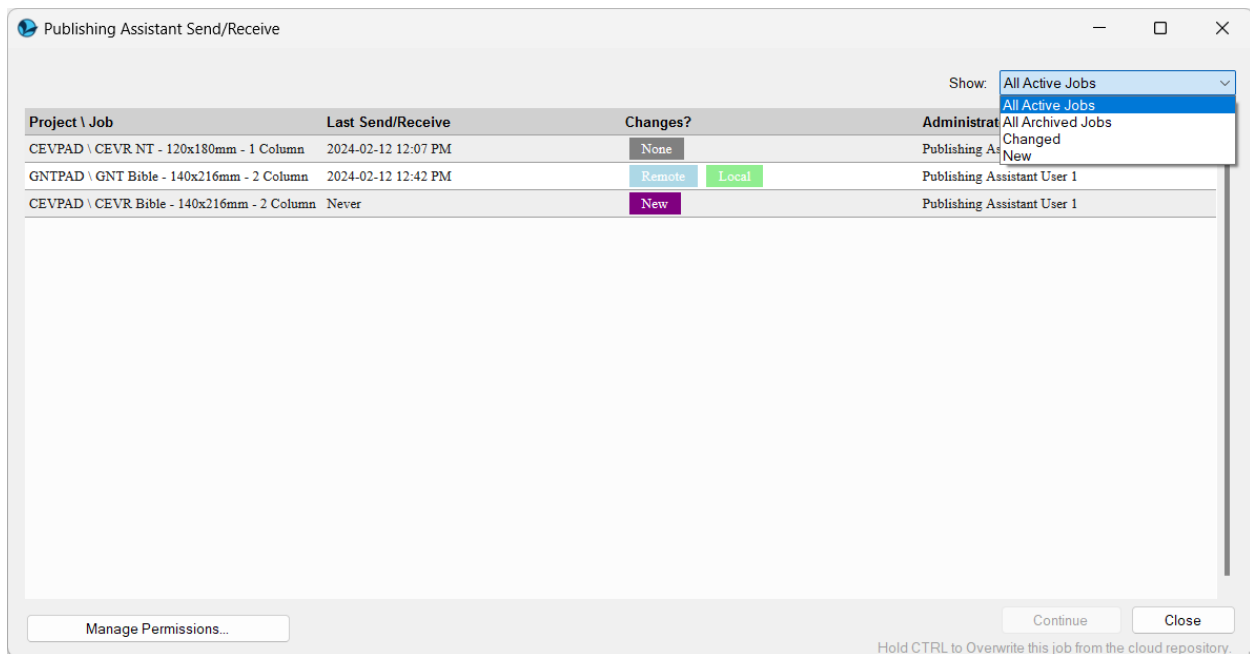 Publishing Assistant Send/Receive
Show: All Active Jobs
All Active Jobs
All Archived Jobs
Changed
New
Project \ Job Last Send/Receive Changes? Administrat
CEVPAD \ CEVR NT - 120x180mm - 1 Column 2024-02-12 12:07 PM None Publishing As
GNTPAD \ GNT Bible - 140x216mm - 2 Column 2024-02-12 12:42 PM Remote Local Publishing Assistant User 1
CEVPAD \ CEVR Bible - 140x216mm - 2 Column Never New Publishing Assistant User 1
Manage Permissions... Continue Close
Hold CTRL to Overwrite this job from the cloud repository.